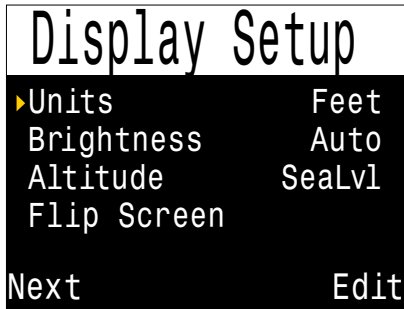 Display Setup
Units Feet
Brightness Auto
Altitude SeaLvl
Flip Screen
Next Edit